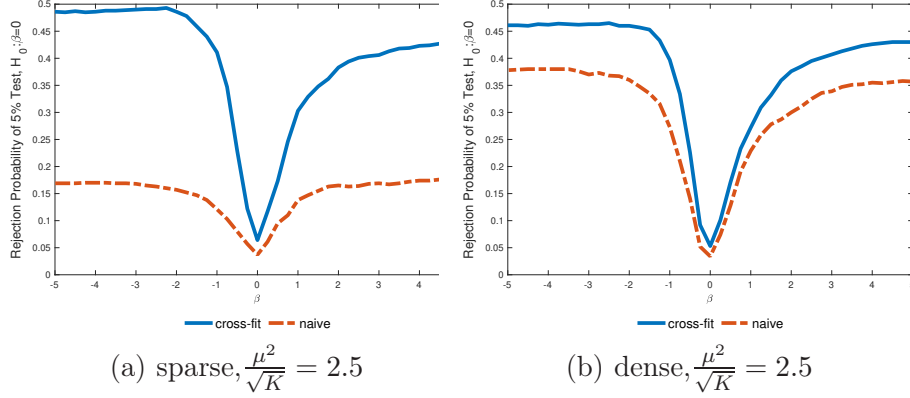 Rejection Probability of 5% Test, H₀:β=0
0.5
0.45
0.4
0.35
0.3
0.25
0.2
0.15
0.1
0.05
0
-5 -4 -3 -2 -1 0 1 2 3 4
β
cross-fit naive
(a) sparse, μ²/√K = 2.5
Rejection Probability of 5% Test, H₀:β=0
0.5
0.45
0.4
0.35
0.3
0.25
0.2
0.15
0.1
0.05
0
-5 -4 -3 -2 -1 0 1 2 3 4 5
β
cross-fit naive
(b) dense, μ²/√K = 2.5